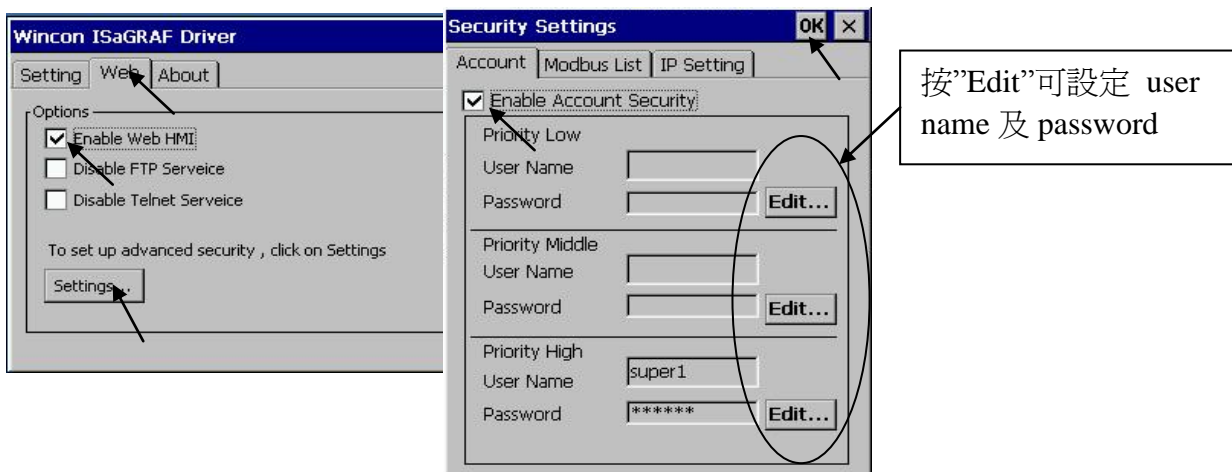 Wincon ISaGRAF Driver
Setting Web About
Options
Enable Web HMI
Disable FTP Serveice
Disable Telnet Serveice
To set up advanced security , click on Settings
Settings...
Security Settings OK ×
Account Modbus List IP Setting
Enable Account Security
Priority Low
User Name
Password Edit...
Priority Middle
User Name
Password Edit...
Priority High
User Name super1
Password ****** Edit...
按”Edit”可設定 user
name 及 password